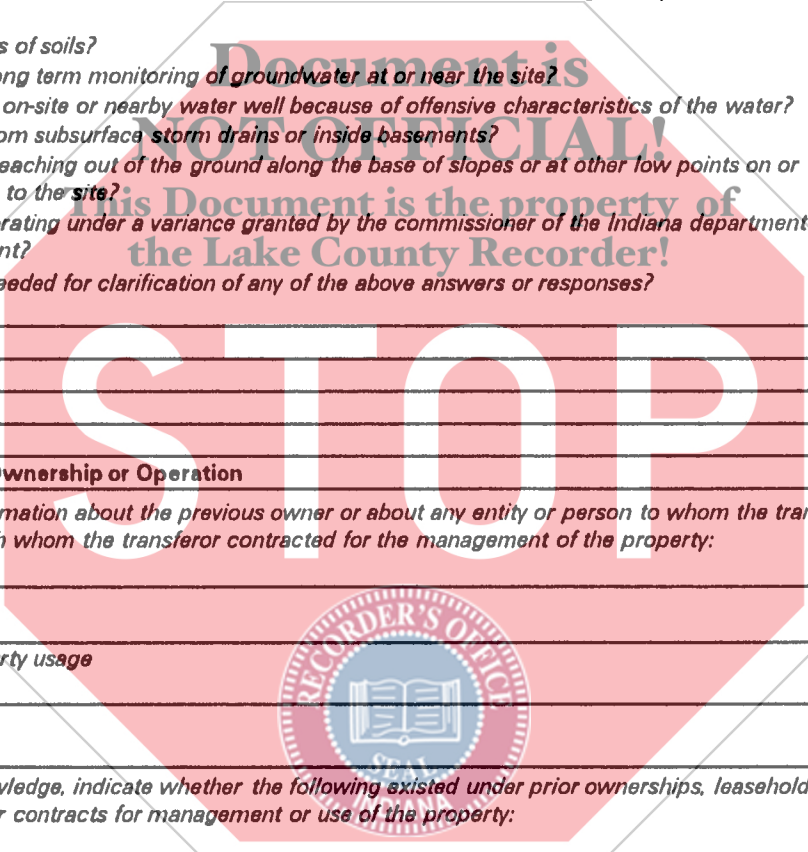 s of soils?
Document is
ong term monitoring of groundwater at or near the site?
on-site or nearby water well because of offensive characteristics of the water?
NOT OFFICIAL!
om subsurface storm drains or inside basements?
eaching out of the ground along the base of slopes or at other low points on or
to the site?
This Document is the property of
rating under a variance granted by the commissioner of the Indiana department
nt?
the Lake County Recorder!
eeded for clarification of any of the above answers or responses?
STOP
wnership or Operation
mation about the previous owner or about any entity or person to whom the tran
h whom the transferor contracted for the management of the property:
RECORDER'S OFFICE
rty usage
SEAL
INDIANA
wledge, indicate whether the following existed under prior ownerships, leasehold
r contracts for management or use of the property: